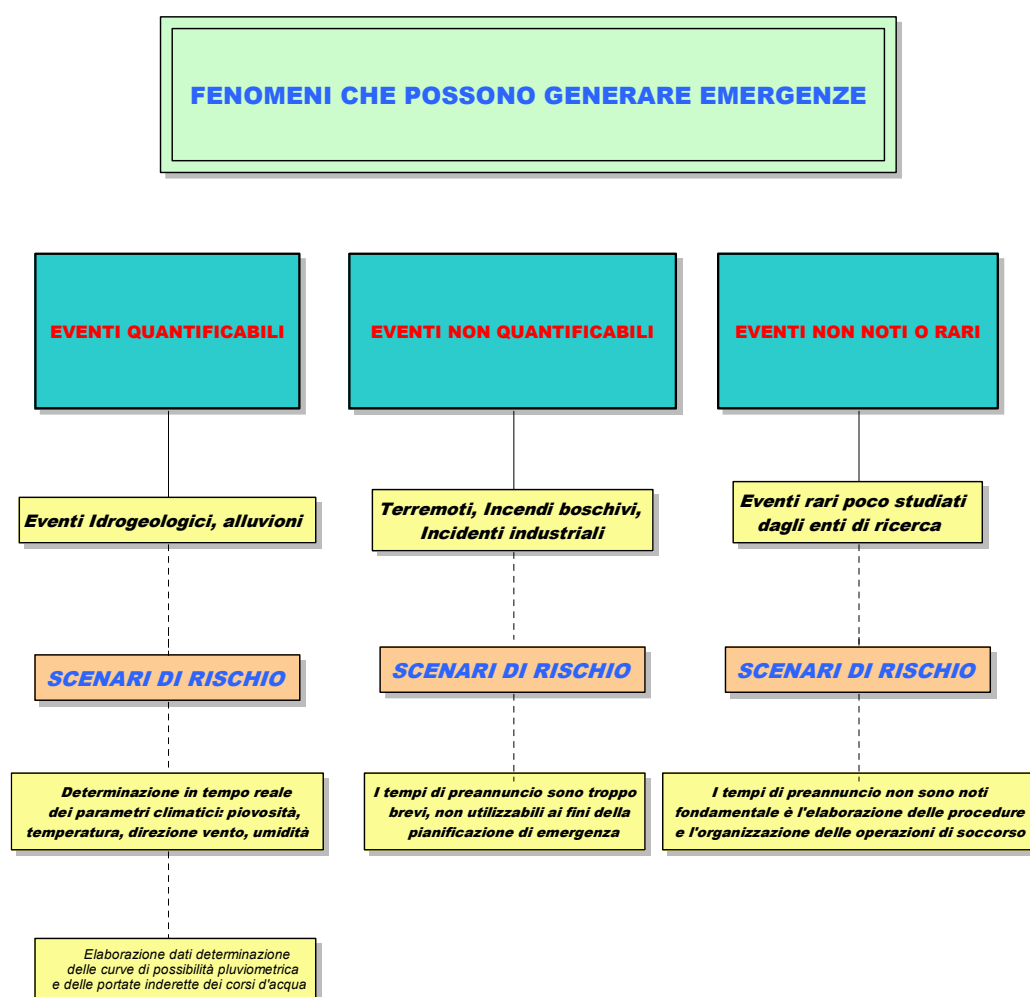 FENOMENI CHE POSSONO GENERARE EMERGENZE
EVENTI QUANTIFICABILI
EVENTI NON QUANTIFICABILI
EVENTI NON NOTI O RARI
Eventi Idrogeologici, alluvioni
Terremoti, Incendi boschivi,
Incidenti industriali
Eventi rari poco studiati
dagli enti di ricerca
SCENARI DI RISCHIO
SCENARI DI RISCHIO
SCENARI DI RISCHIO
Determinazione in tempo reale
dei parametri climatici: piovosità,
temperatura, direzione vento, umidità
I tempi di preannuncio sono troppo
brevi, non utilizzabili ai fini della
pianificazione di emergenza
I tempi di preannuncio non sono noti
fondamentale è l'elaborazione delle procedure
e l'organizzazione delle operazioni di soccorso
Elaborazione dati determinazione
delle curve di possibilità pluviometrica
e delle portate inderette dei corsi d'acqua